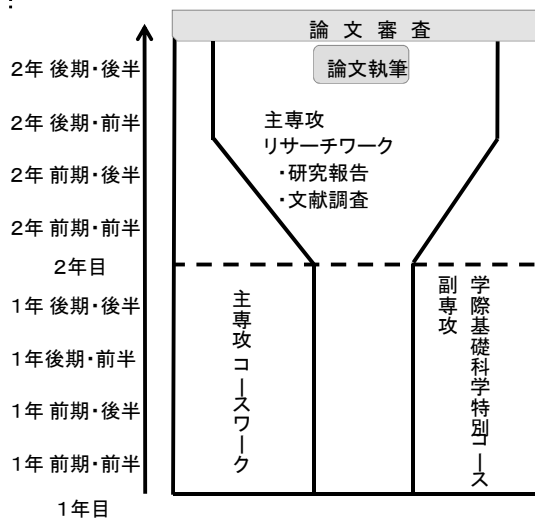 論文審査
論文執筆
2年 後期・後半
2年 後期・前半
2年 前期・後半
2年 前期・前半
2年目
1年 後期・後半
1年後期・前半
1年 前期・後半
1年 前期・前半
1年目
主専攻
リサーチワーク
・研究報告
・文献調査
主専攻 コースワーク
学際基礎科学特別コース
副専攻